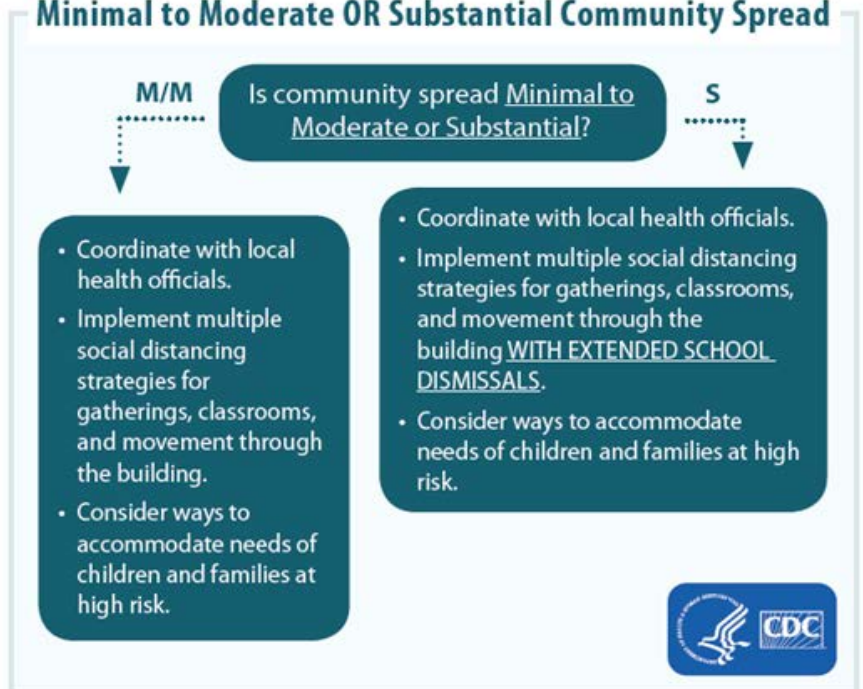 Minimal to Moderate OR Substantial Community Spread
M/M
Is community spread Minimal to
Moderate or Substantial?
S
• Coordinate with local
health officials.
• Implement multiple
social distancing
strategies for
gatherings, classrooms,
and movement through
the building.
• Consider ways to
accommodate needs of
children and families at
high risk.
• Coordinate with local health officials.
• Implement multiple social distancing
strategies for gatherings, classrooms,
and movement through the
building WITH EXTENDED SCHOOL
DISMISSALS.
• Consider ways to accommodate
needs of children and families at high
risk.
CDC